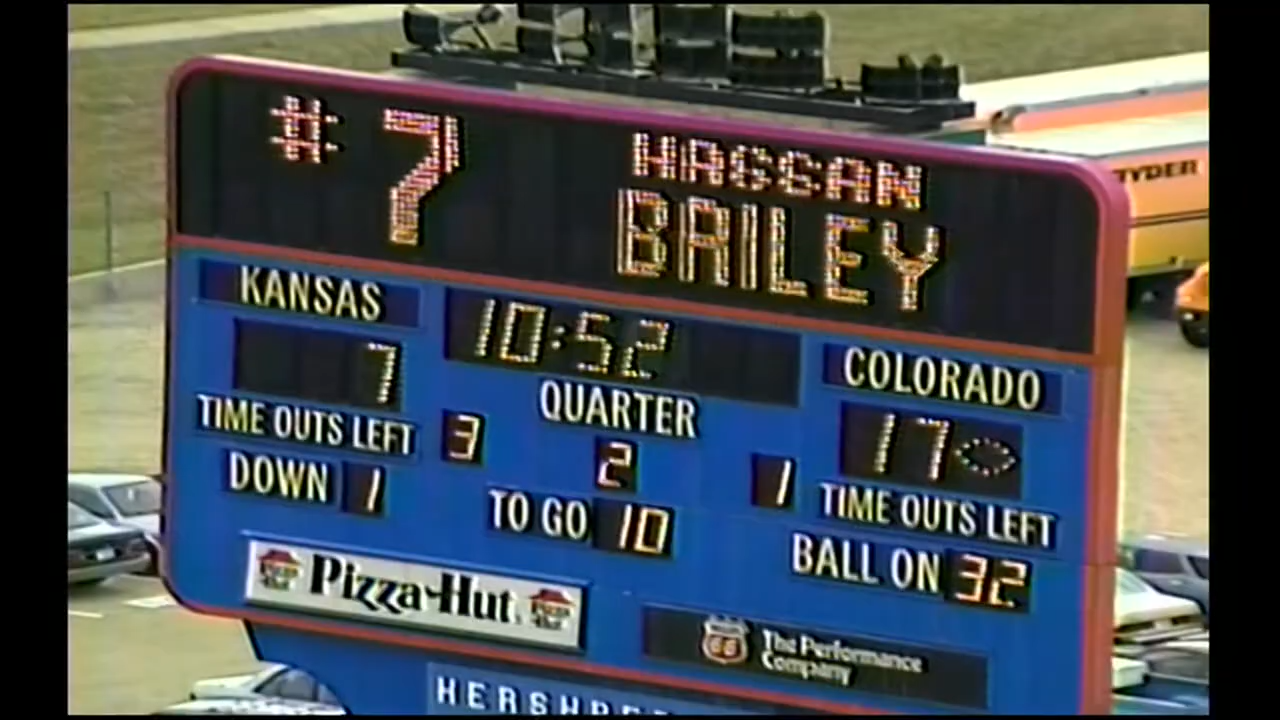 # 7 HASSAN
BAILEY
RYDER
KANSAS 10:52 COLORADO
7 QUARTER 17
TIME OUTS LEFT 3 2 1 TIME OUTS LEFT
DOWN 1 TO GO 10 BALL ON 32
Pizza Hut
66 The Performance
Company